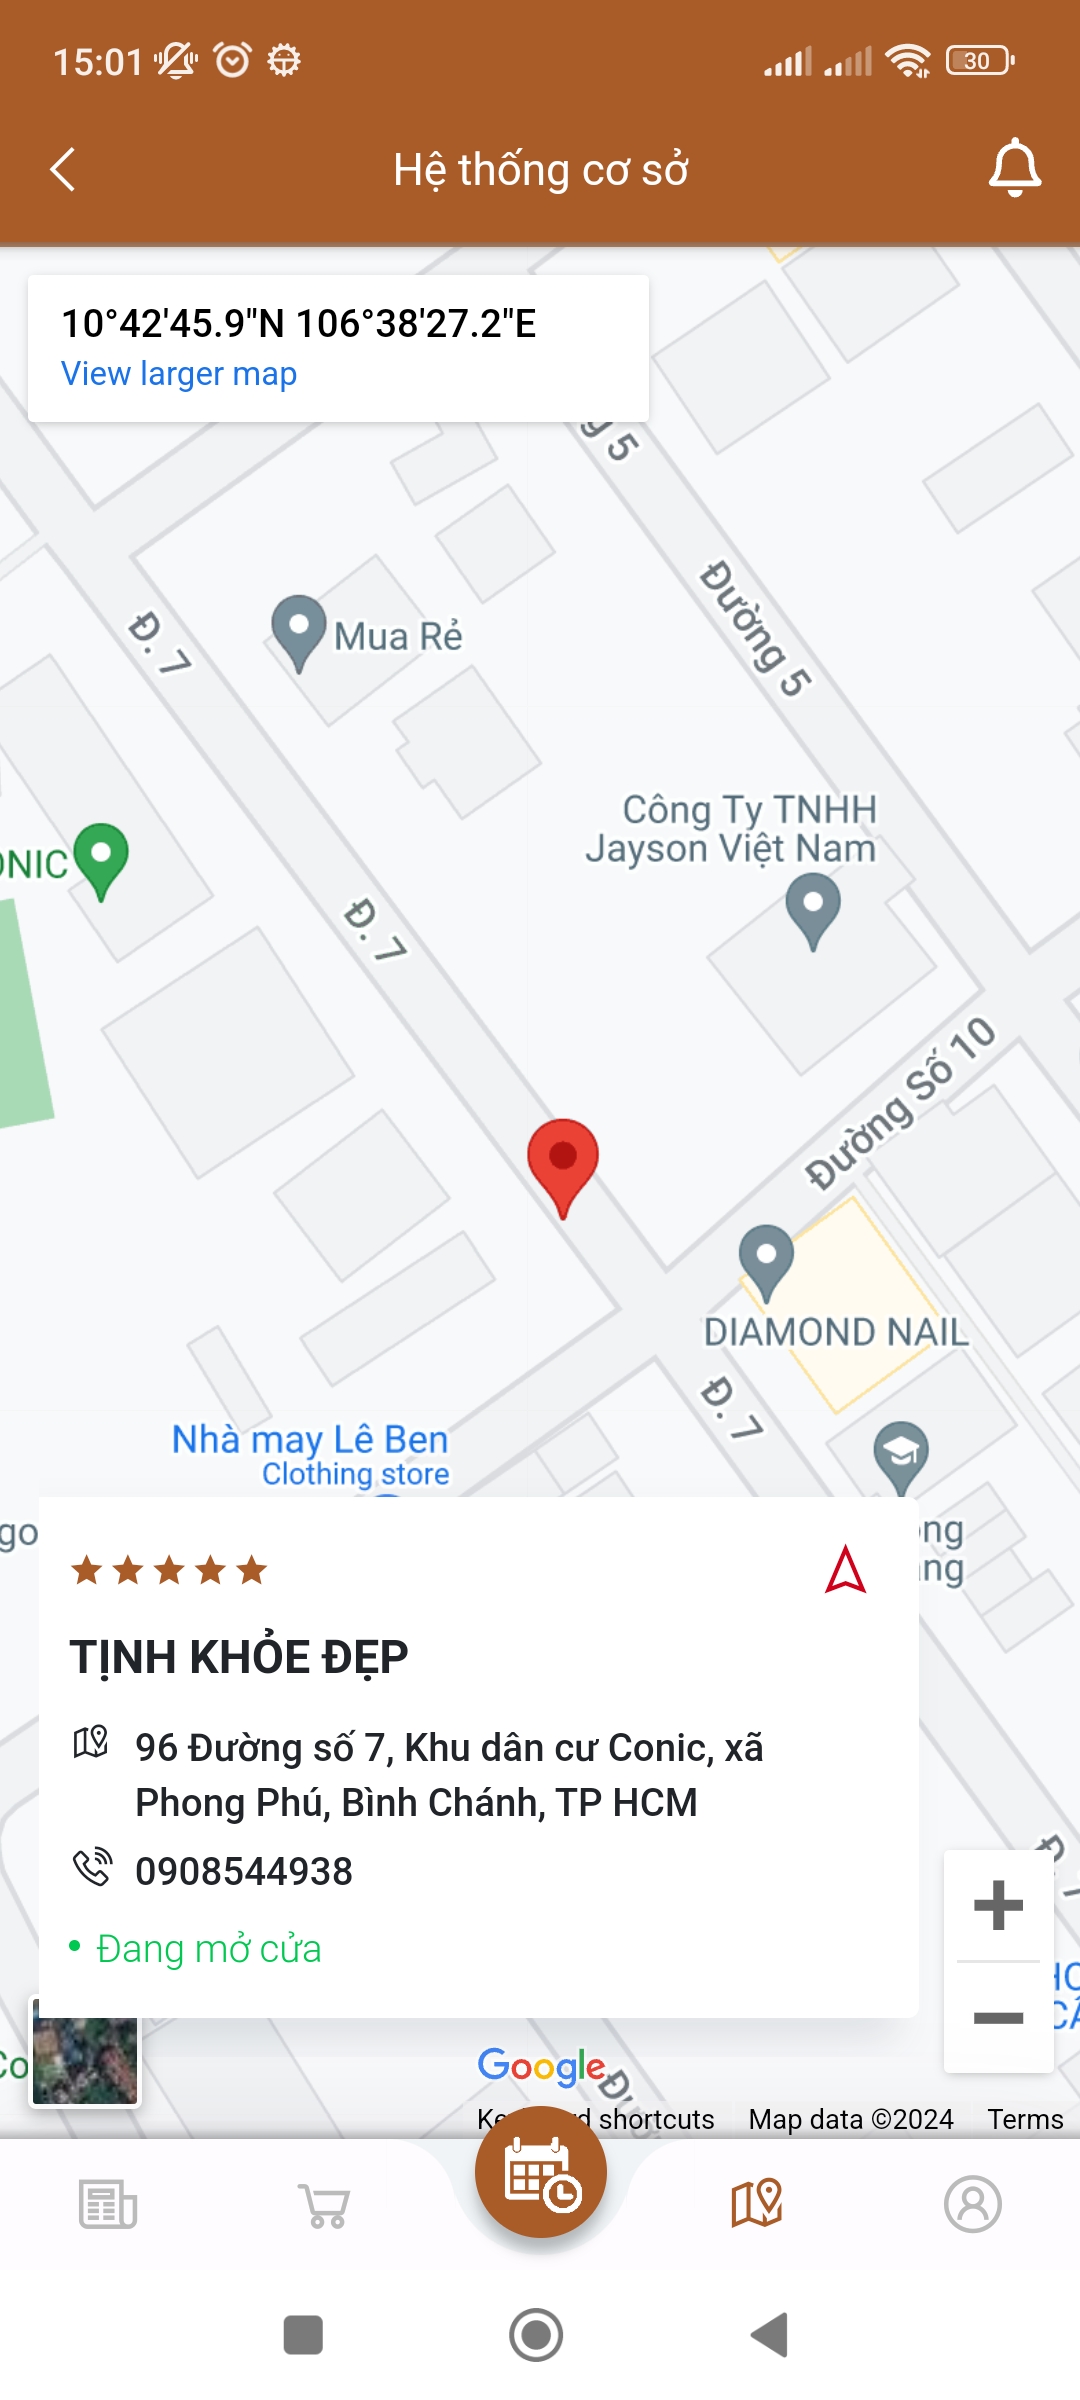 15:01
30
Hệ thống cơ sở
10°42'45.9"N 106°38'27.2"E
View larger map
g 5
Đường 5
Đ. 7
Mua Rẻ
Công Ty TNHH
Jayson Việt Nam
ONIC
Đ. 7
Đường Số 10
DIAMOND NAIL
Đ. 7
Nhà may Lê Ben
Clothing store
TỊNH KHỎE ĐẸP
96 Đường số 7, Khu dân cư Conic, xã
Phong Phú, Bình Chánh, TP HCM
0908544938
Đang mở cửa
Đ. 7
Google
shortcuts
Map data ©2024
Terms